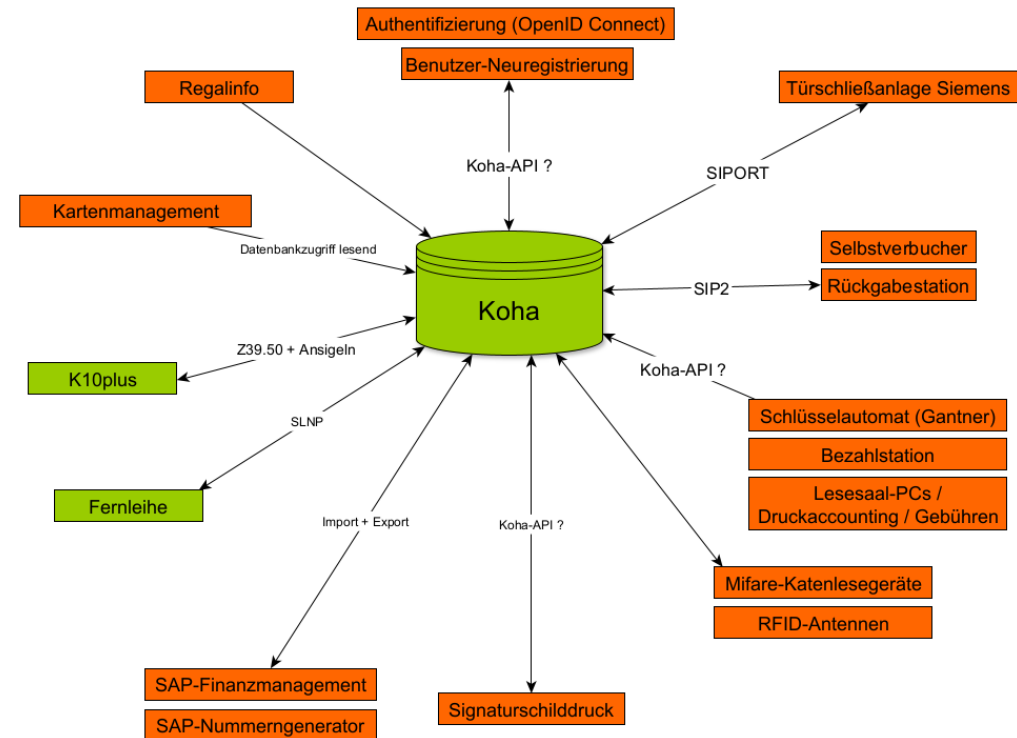 Authentifizierung (OpenID Connect)
Benutzer-Neuregistrierung
Regalinfo
Türschließanlage Siemens
Koha-API ?
SIPORT
Kartenmanagement
Datenbankzugriff lesend
Selbstverbucher
SIP2
Rückgabestation
Koha
Z39.50 + Ansigeln
K10plus
Koha-API ?
Schlüsselautomat (Gantner)
SLNP
Bezahlstation
Fernleihe
Lesesaal-PCs /
Druckaccounting / Gebühren
Import + Export
Koha-API ?
Mifare-Katenlesegeräte
RFID-Antennen
SAP-Finanzmanagement
SAP-Nummerngenerator
Signaturschilddruck